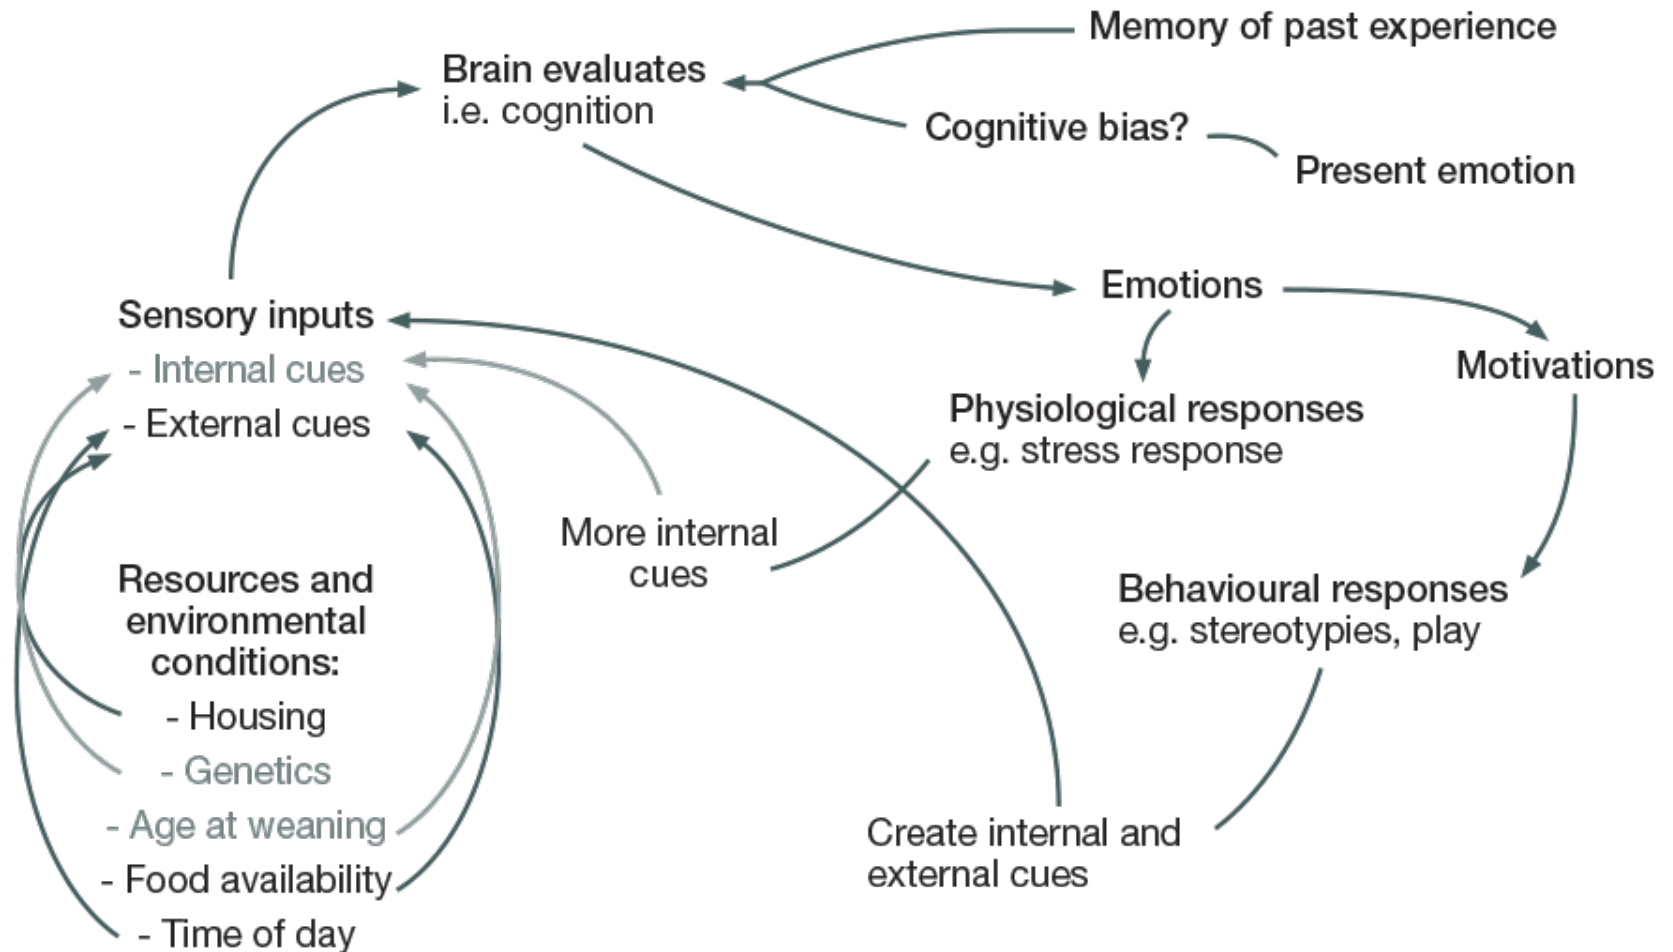 Memory of past experience
Brain evaluates
i.e. cognition
Cognitive bias?
Present emotion
Emotions
Sensory inputs
- Internal cues
- External cues
Motivations
Physiological responses
e.g. stress response
More internal
cues
Resources and
environmental
conditions:
- Housing
- Genetics
- Age at weaning
- Food availability
- Time of day
Behavioural responses
e.g. stereotypies, play
Create internal and
external cues